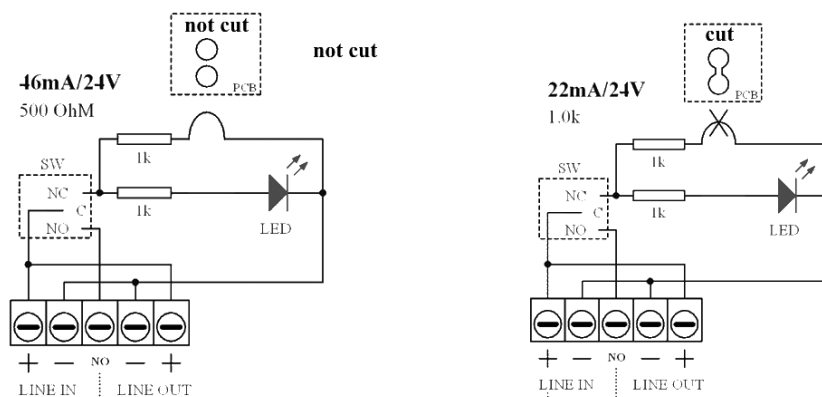 not cut
PCB
not cut
46mA/24V
500 OhM
1k
SW
NC
C
NO
1k
LED
+ − NO − +
LINE IN LINE OUT
cut
PCB
22mA/24V
1.0k
1k
SW
NC
C
NO
1k
LED
+ − NO − +
LINE IN LINE OUT